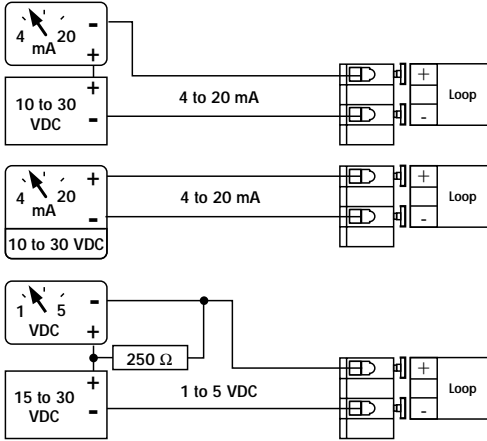 -
4 20
mA
+
+
10 to 30
VDC
-
4 to 20 mA
+
Loop
-
+
4 20
mA
-
10 to 30 VDC
4 to 20 mA
+
Loop
-
-
1 5
VDC
+
250 Ω
+
15 to 30
VDC
-
1 to 5 VDC
+
Loop
-